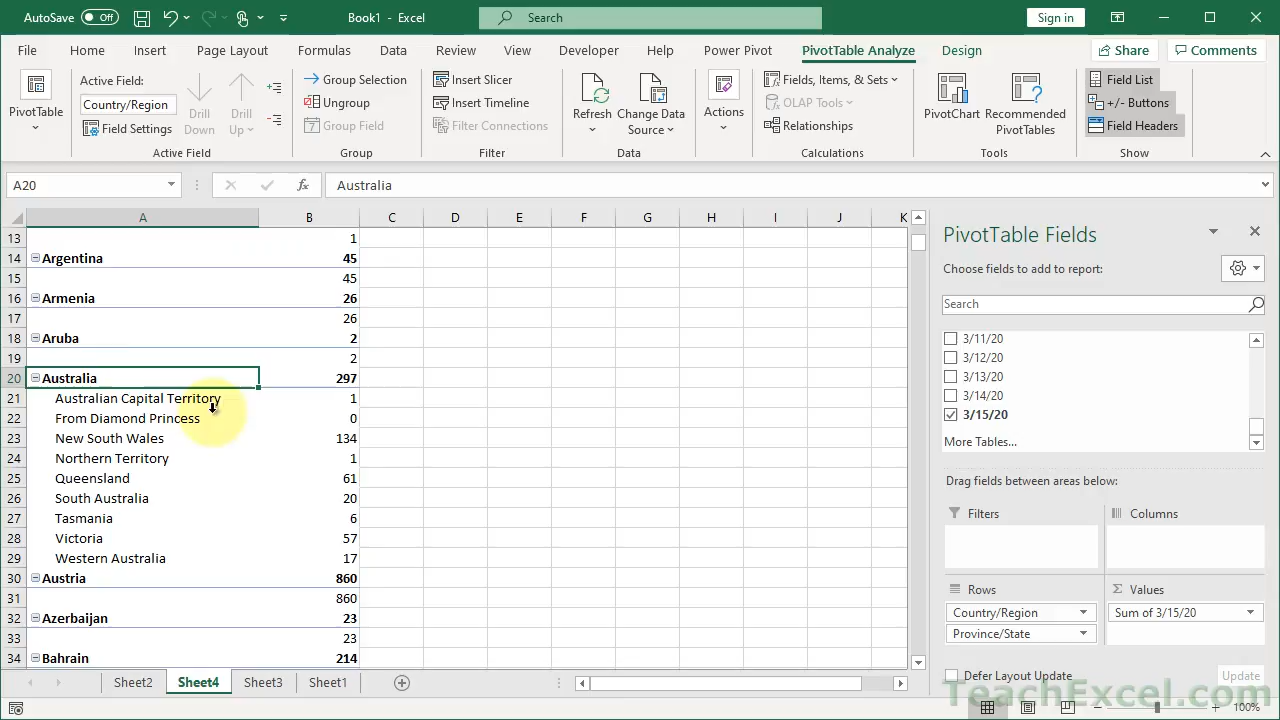 AutoSave Off Book1 - Excel Search Sign in
File Home Insert Page Layout Formulas Data Review View Developer Help Power Pivot PivotTable Analyze Design Share Comments
PivotTable
Active Field:
Country/Region
Field Settings
Drill Down
Drill Up
Active Field
Group Selection
Ungroup
Group Field
Group
Insert Slicer
Insert Timeline
Filter Connections
Filter
Refresh
Change Data Source
Data
Actions
Fields, Items, & Sets
OLAP Tools
Relationships
Calculations
PivotChart
Recommended PivotTables
Tools
Field List
+/- Buttons
Field Headers
Show
A20 fx Australia
A B C D E F G H I J K
13 1
14 Argentina 45
15 45
16 Armenia 26
17 26
18 Aruba 2
19 2
20 Australia 297
21 Australian Capital Territory 1
22 From Diamond Princess 0
23 New South Wales 134
24 Northern Territory 1
25 Queensland 61
26 South Australia 20
27 Tasmania 6
28 Victoria 57
29 Western Australia 17
30 Austria 860
31 860
32 Azerbaijan 23
33 23
34 Bahrain 214
Sheet2 Sheet4 Sheet3 Sheet1
PivotTable Fields
Choose fields to add to report:
Search
3/11/20
3/12/20
3/13/20
3/14/20
3/15/20
More Tables...
Drag fields between areas below:
Filters
Columns
Rows
Country/Region
Province/State
Σ Values
Sum of 3/15/20
Defer Layout Update Update
TeachExcel.com
100%